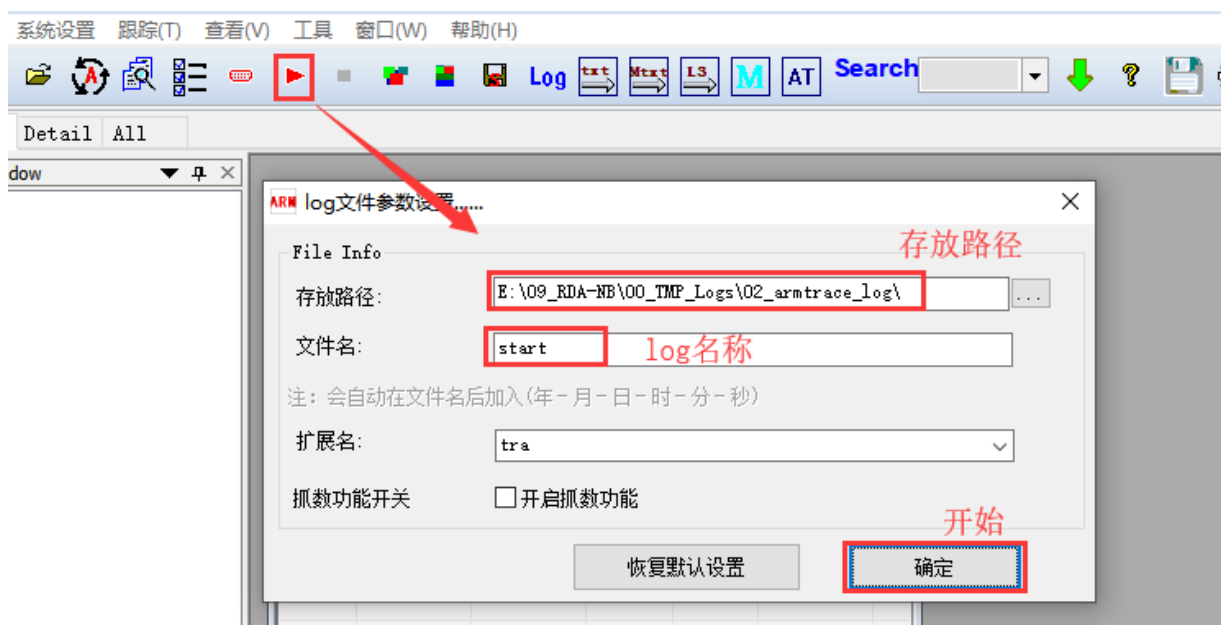 系统设置 跟踪(T) 查看(V) 工具 窗口(W) 帮助(H)
A Log txt Mtxt L3 M AT Search
Detail All
dow
ARM log文件参数设置......
File Info
存放路径
存放路径: E:\09_RDA-NB\00_TMP_Logs\02_armtrace_log\ ...
文件名: start log名称
注: 会自动在文件名后加入(年-月-日-时-分-秒)
扩展名: tra
抓数功能开关 开启抓数功能
开始
恢复默认设置 确定